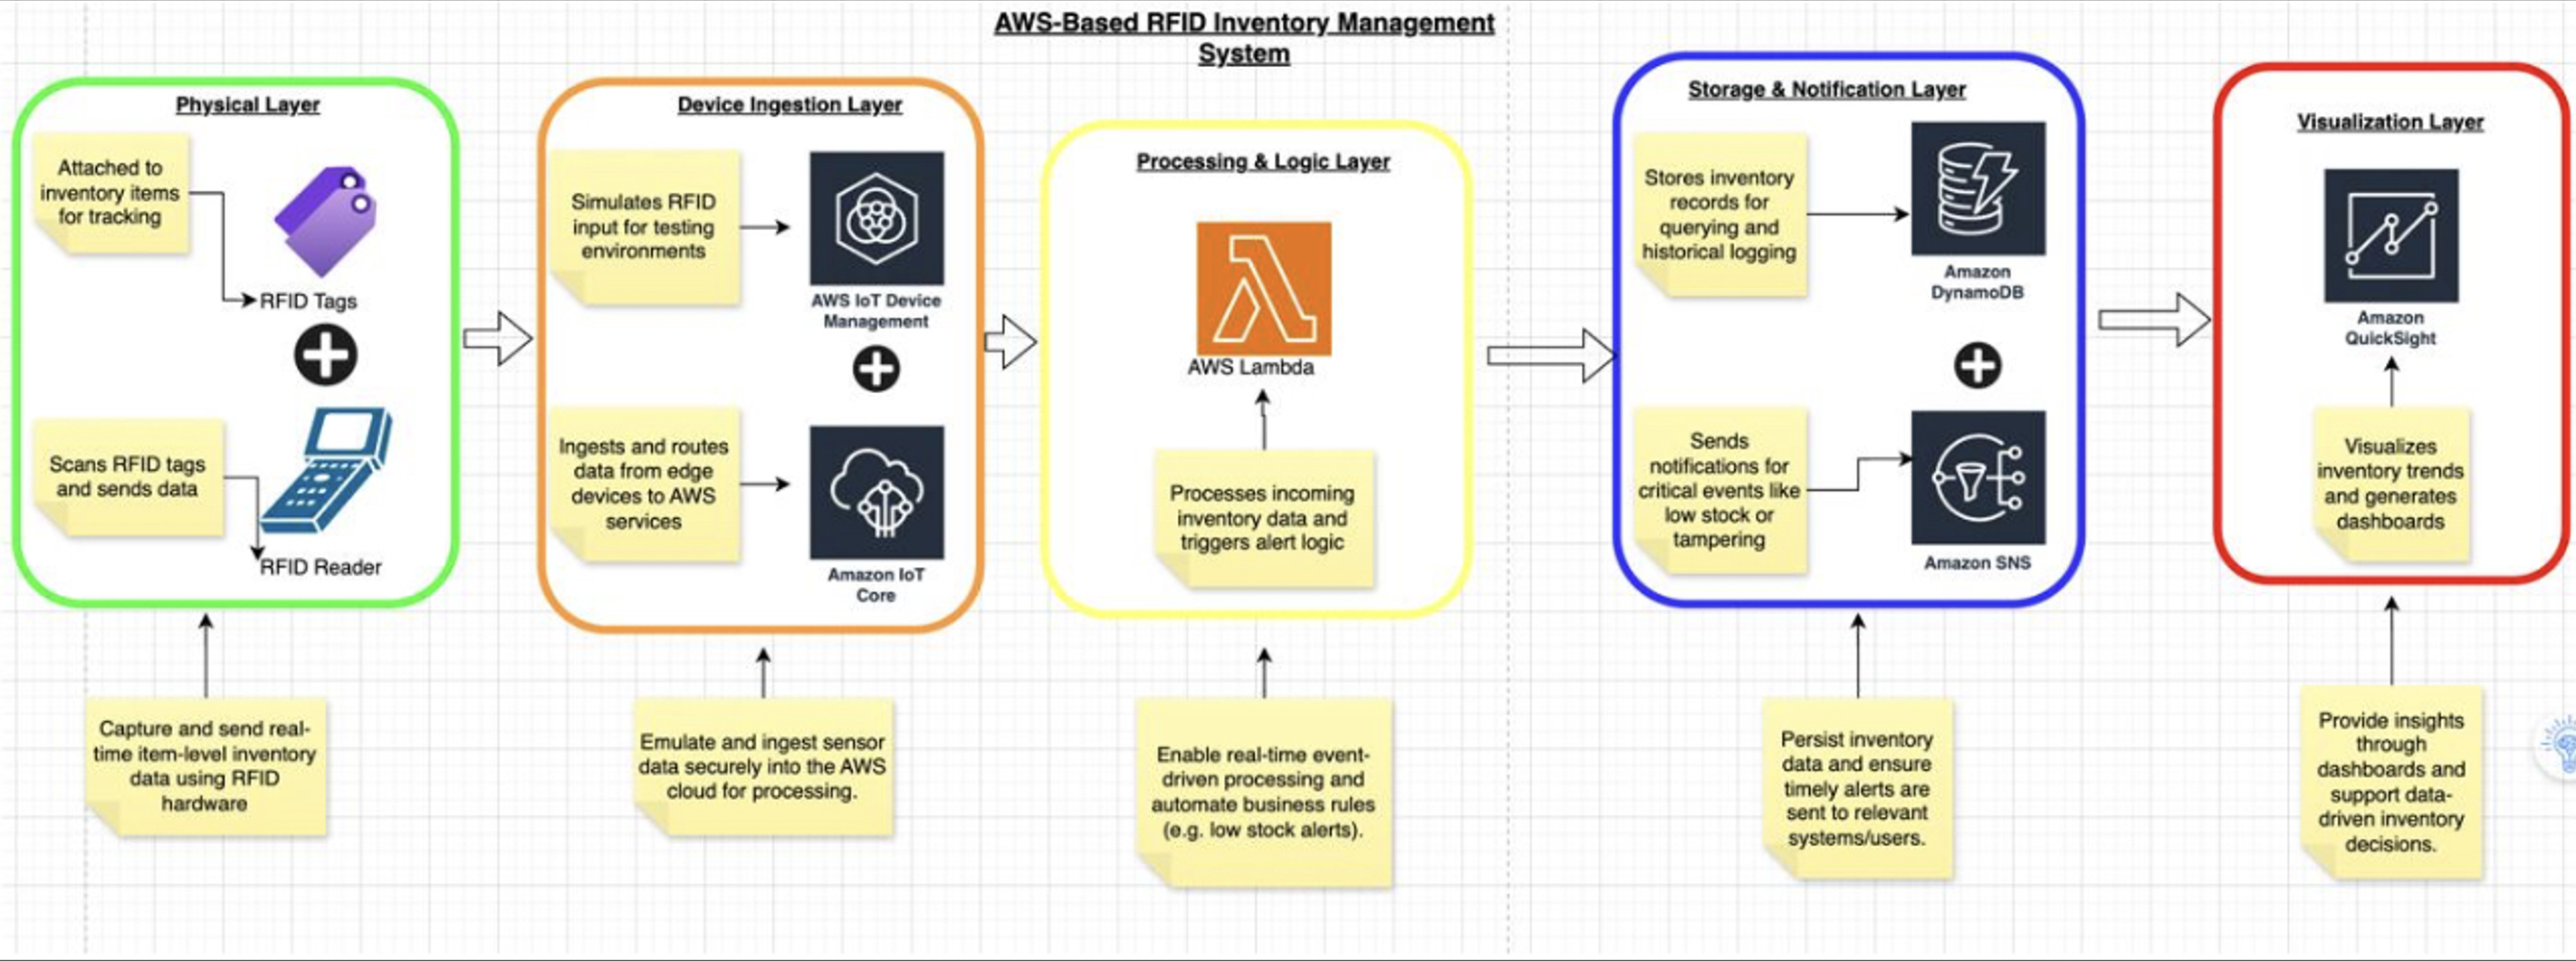 AWS-Based RFID Inventory Management
System
Physical Layer
Attached to
inventory items
for tracking
RFID Tags
Scans RFID tags
and sends data
RFID Reader
Capture and send real-
time item-level inventory
data using RFID
hardware
Device Ingestion Layer
Simulates RFID
input for testing
environments
AWS IoT Device
Management
Ingests and routes
data from edge
devices to AWS
services
Amazon IoT
Core
Emulate and ingest sensor
data securely into the AWS
cloud for processing.
Processing & Logic Layer
AWS Lambda
Processes incoming
inventory data and
triggers alert logic
Enable real-time event-
driven processing and
automate business rules
(e.g. low stock alerts).
Storage & Notification Layer
Stores inventory
records for
querying and
historical logging
Amazon
DynamoDB
Sends
notifications for
critical events like
low stock or
tampering
Amazon SNS
Persist inventory
data and ensure
timely alerts are
sent to relevant
systems/users.
Visualization Layer
Amazon
QuickSight
Visualizes
inventory trends
and generates
dashboards
Provide insights
through
dashboards and
support data-
driven inventory
decisions.